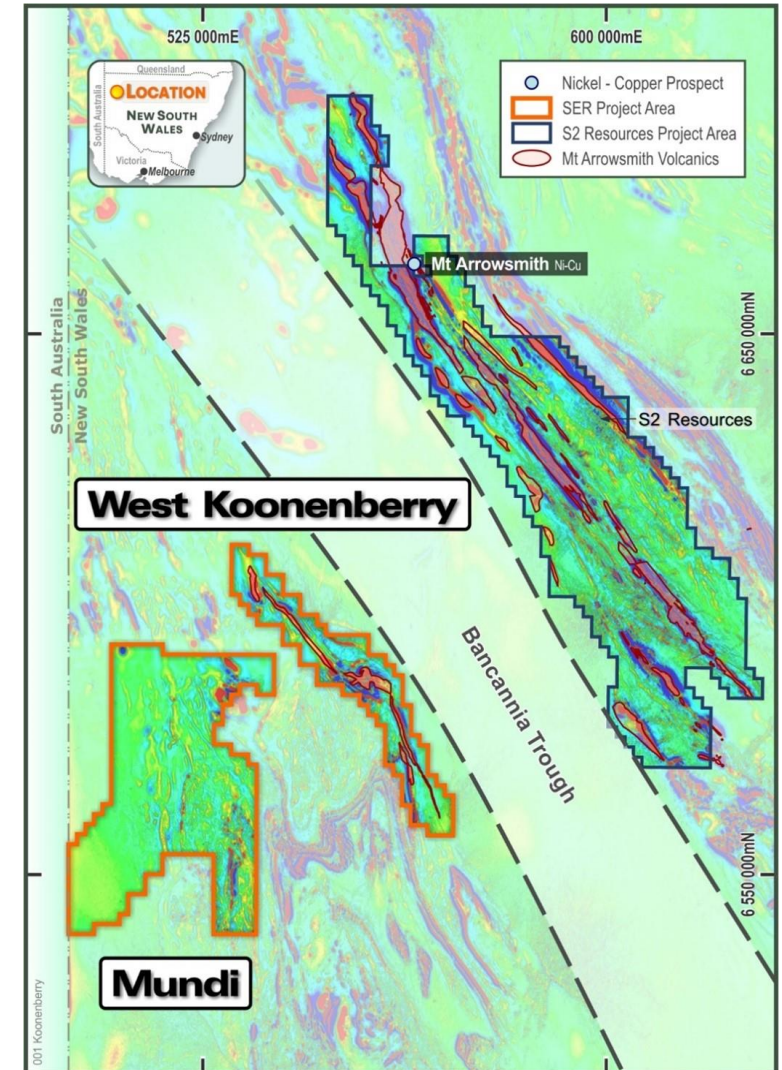 525 000mE
600 000mE
Queensland
LOCATION
South Australia
NEW SOUTH
WALES
Sydney
Victoria
Melbourne
Nickel - Copper Prospect
SER Project Area
S2 Resources Project Area
Mt Arrowsmith Volcanics
Mt Arrowsmith Ni-Cu
6 650 000mN
South Australia
New South Wales
S2 Resources
West Koonenberry
Bancannia Trough
6 550 000mN
Mundi
001 Koonenberry